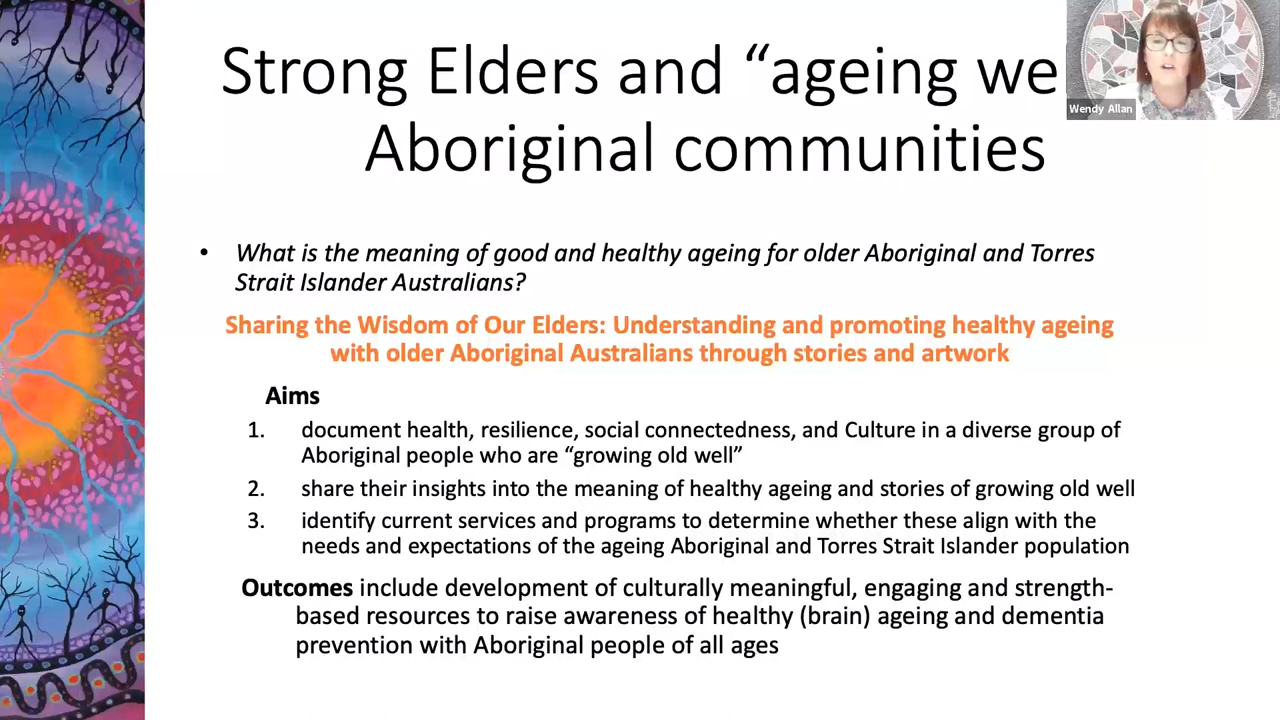 Strong Elders and “ageing we
Aboriginal communities
Wendy Allan
• What is the meaning of good and healthy ageing for older Aboriginal and Torres
Strait Islander Australians?
Sharing the Wisdom of Our Elders: Understanding and promoting healthy ageing
with older Aboriginal Australians through stories and artwork
Aims
1. document health, resilience, social connectedness, and Culture in a diverse group of
Aboriginal people who are “growing old well”
2. share their insights into the meaning of healthy ageing and stories of growing old well
3. identify current services and programs to determine whether these align with the
needs and expectations of the ageing Aboriginal and Torres Strait Islander population
Outcomes include development of culturally meaningful, engaging and strength-
based resources to raise awareness of healthy (brain) ageing and dementia
prevention with Aboriginal people of all ages